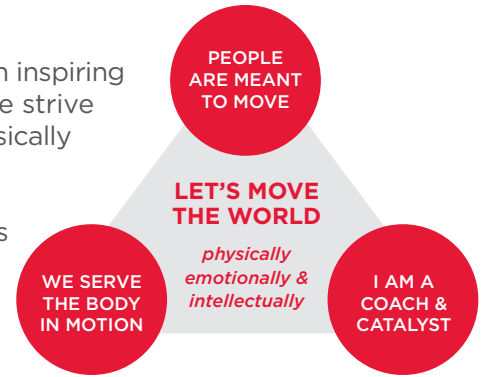 PEOPLE
ARE MEANT
TO MOVE
inspiring
strive
LET'S MOVE
THE WORLD
physically
emotionally &
intellectually
WE SERVE
THE BODY
IN MOTION
I AM A
COACH &
CATALYST